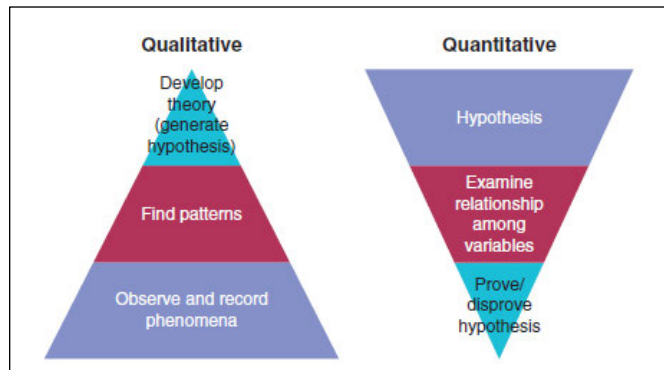 Qualitative
Develop
theory
(generate
hypothesis)
Find patterns
Observe and record
phenomena
Quantitative
Hypothesis
Examine
relationship
among
variables
Prove/
disprove
hypothesis